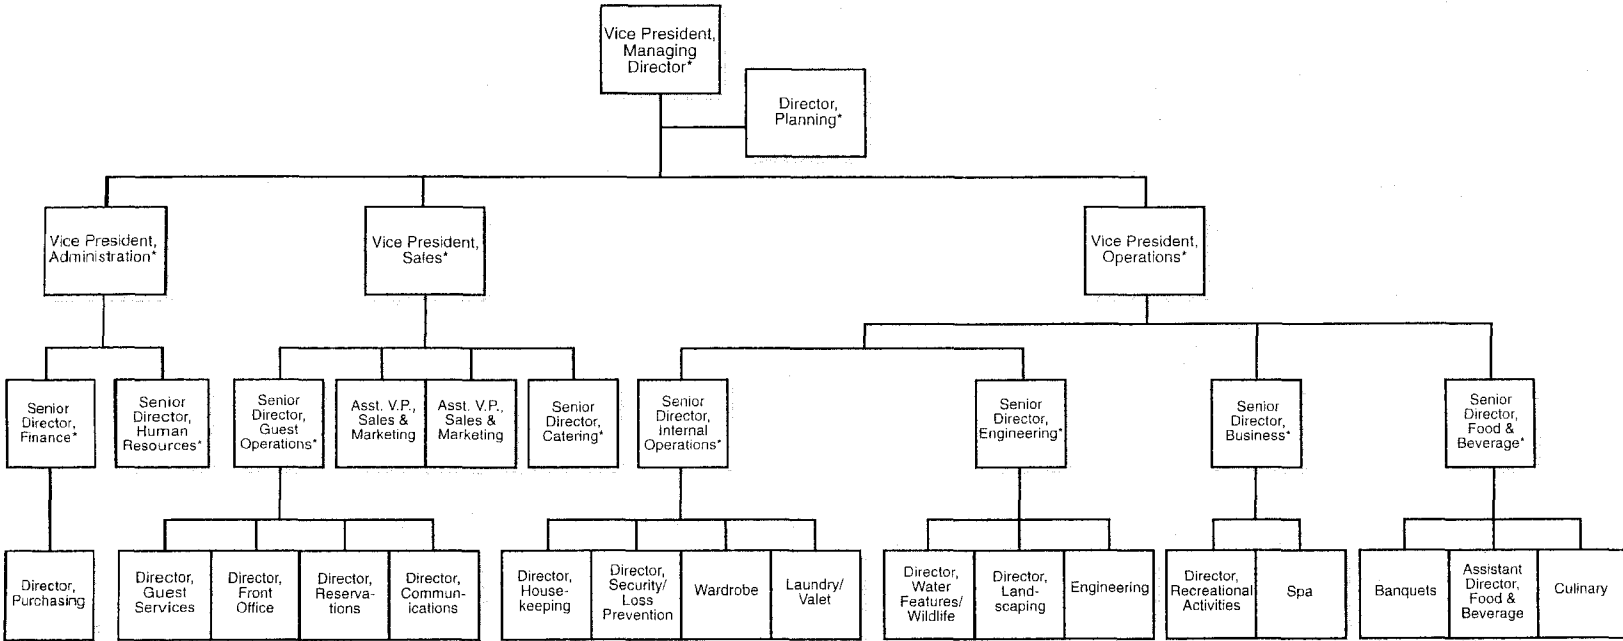 Vice President,
Managing
Director*
Director,
Planning*
Vice President,
Administration*
Vice President,
Sales*
Vice President,
Operations*
Senior
Director,
Finance*
Senior
Director,
Human
Resources*
Senior
Director,
Guest
Operations*
Asst. V.P.,
Sales &
Marketing
Asst. V.P.,
Sales &
Marketing
Senior
Director,
Catering*
Senior
Director,
Internal
Operations*
Senior
Director,
Engineering*
Senior
Director,
Business*
Senior
Director,
Food &
Beverage*
Director,
Purchasing
Director,
Guest
Services
Director,
Front
Office
Director,
Reserva-
tions
Director,
Commun-
ications
Director,
House-
keeping
Director,
Security/
Loss
Prevention
Wardrobe
Laundry/
Valet
Director,
Water
Features/
Wildlife
Director,
Land-
scaping
Engineering
Director,
Recreational
Activities
Spa
Banquets
Assistant
Director,
Food &
Beverage
Culinary